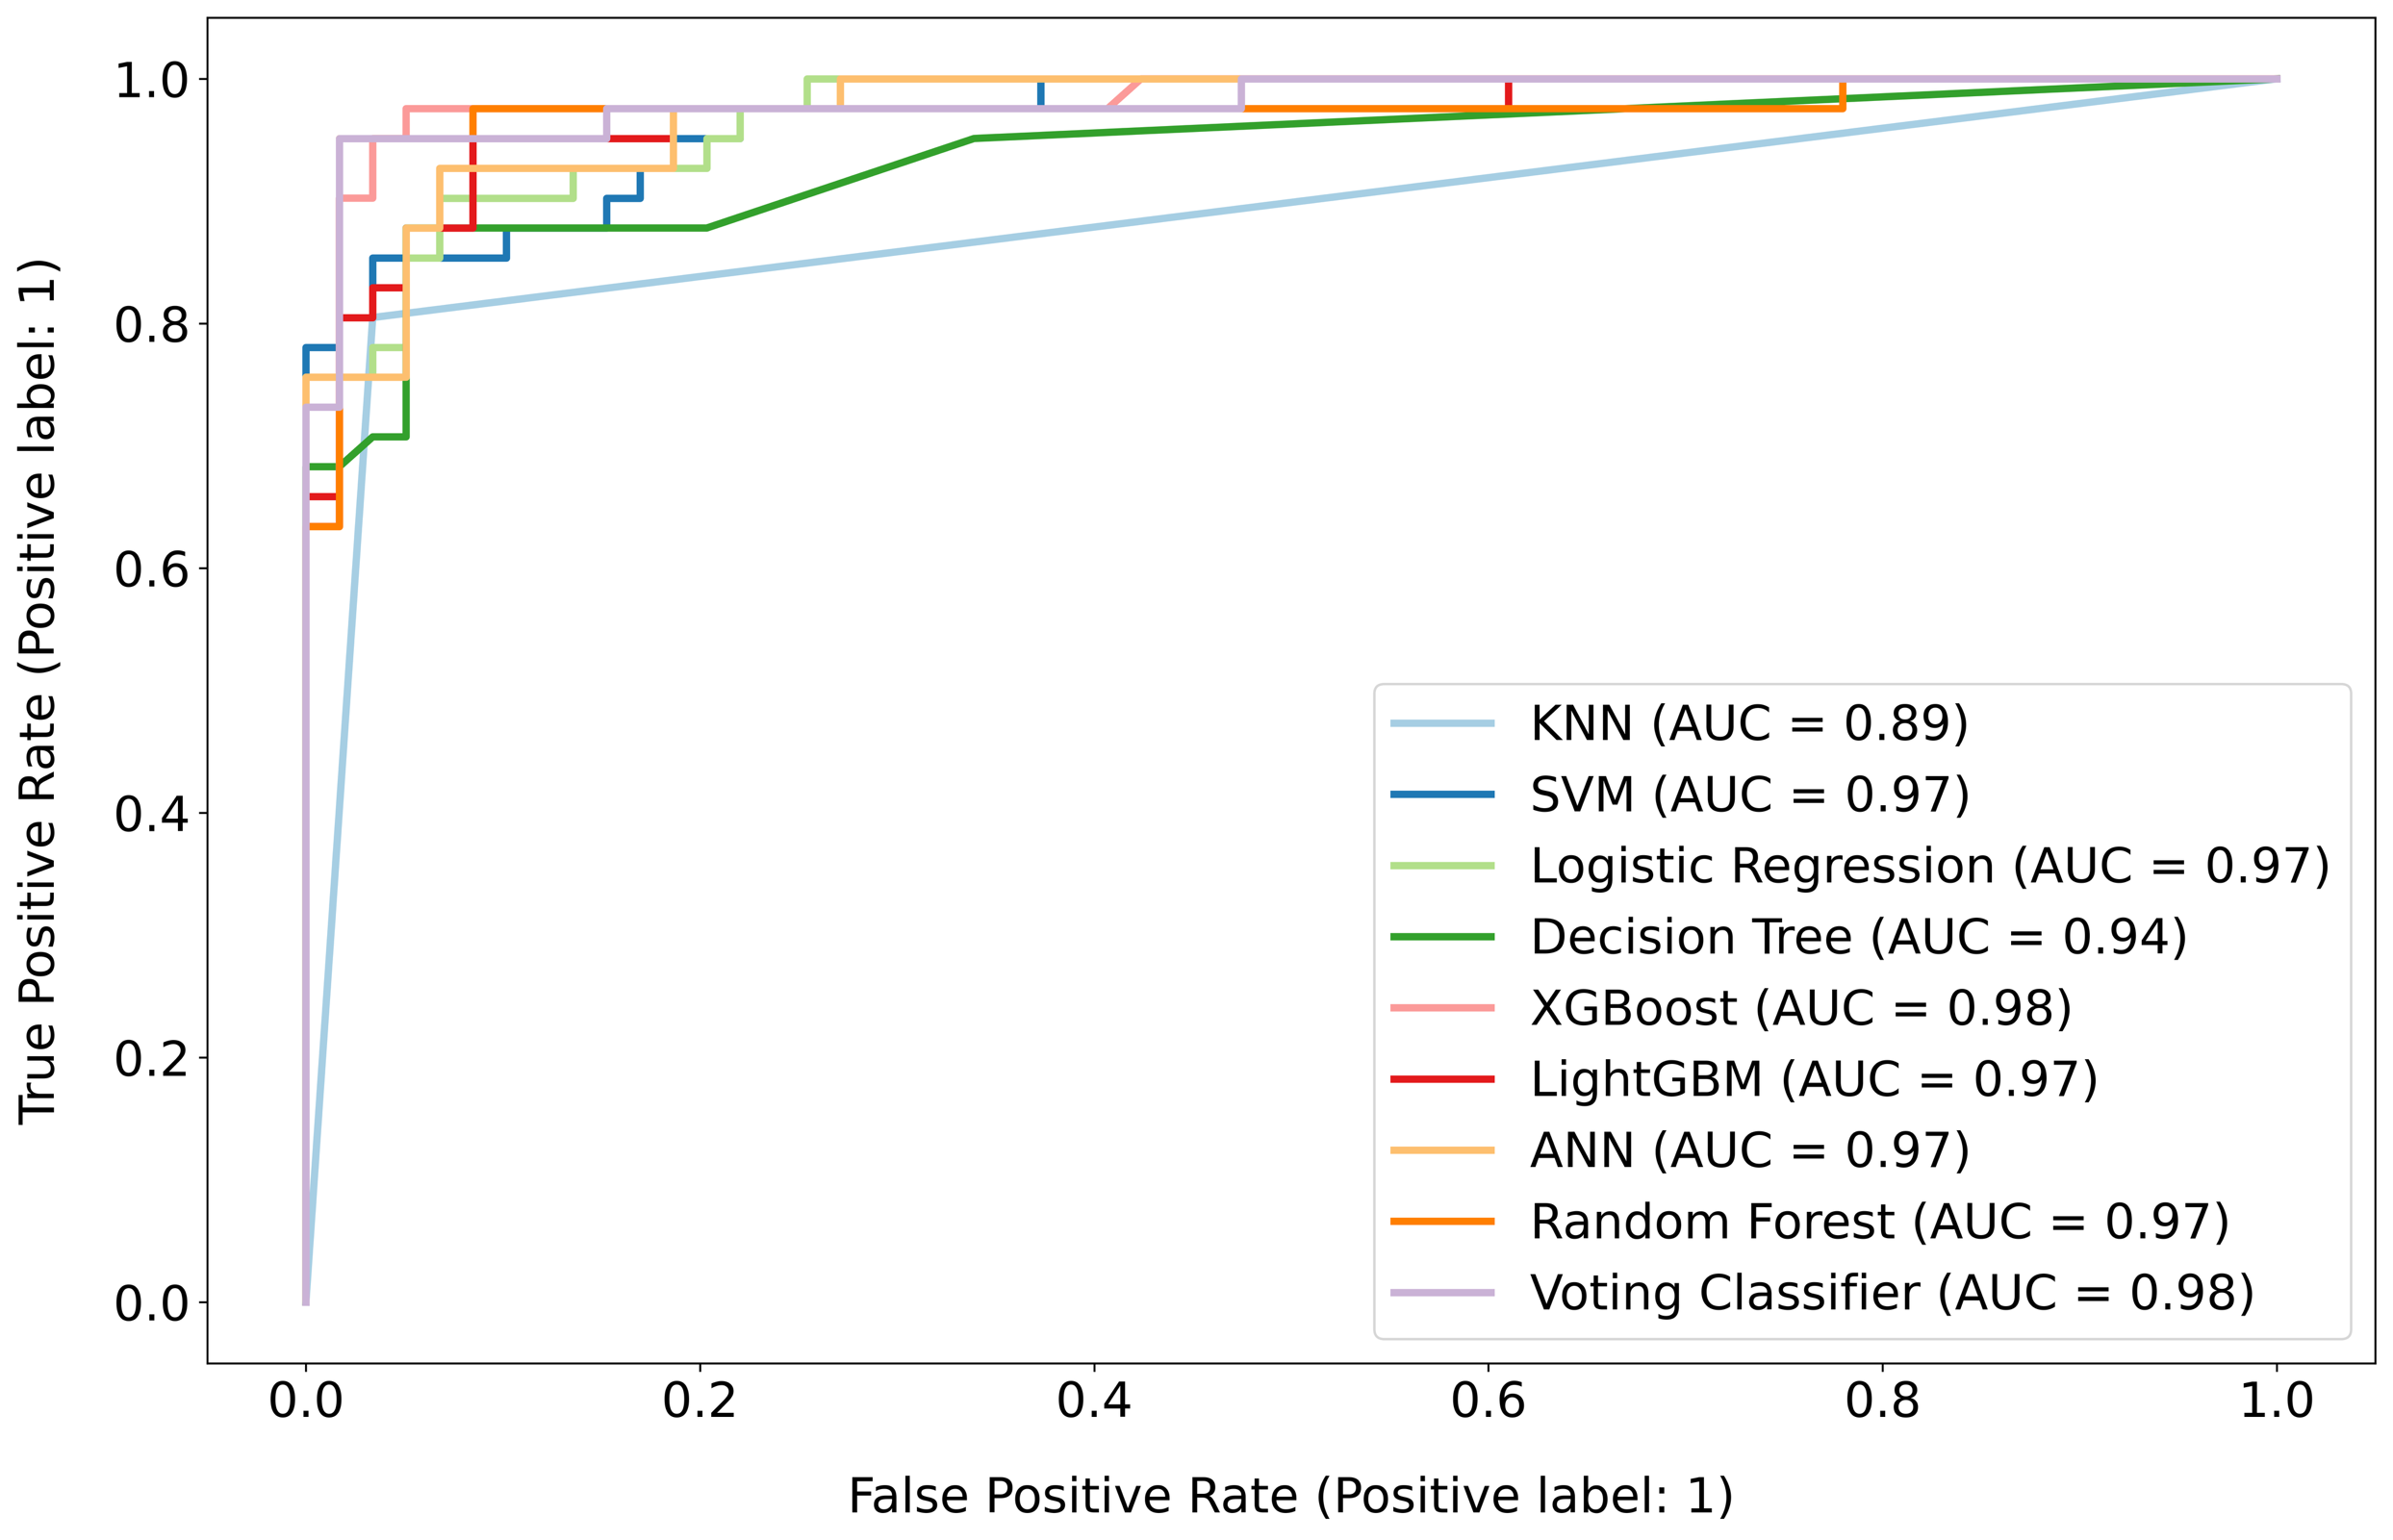 True Positive Rate (Positive label: 1)
1.0
0.8
0.6
0.4
0.2
0.0
KNN (AUC = 0.89)
SVM (AUC = 0.97)
Logistic Regression (AUC = 0.97)
Decision Tree (AUC = 0.94)
XGBoost (AUC = 0.98)
LightGBM (AUC = 0.97)
ANN (AUC = 0.97)
Random Forest (AUC = 0.97)
Voting Classifier (AUC = 0.98)
0.0 0.2 0.4 0.6 0.8 1.0
False Positive Rate (Positive label: 1)